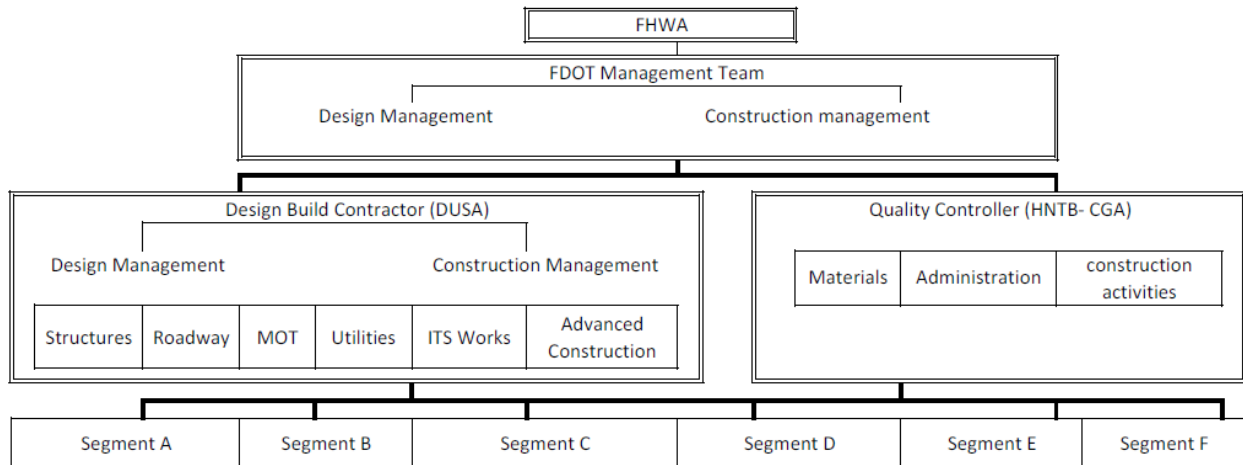 FHWA
FDOT Management Team
Design Management
Construction management
Design Build Contractor (DUSA)
Design Management
Construction Management
Structures
Roadway
MOT
Utilities
ITS Works
Advanced
Construction
Quality Controller (HNTB- CGA)
Materials
Administration
construction
activities
Segment A
Segment B
Segment C
Segment D
Segment E
Segment F